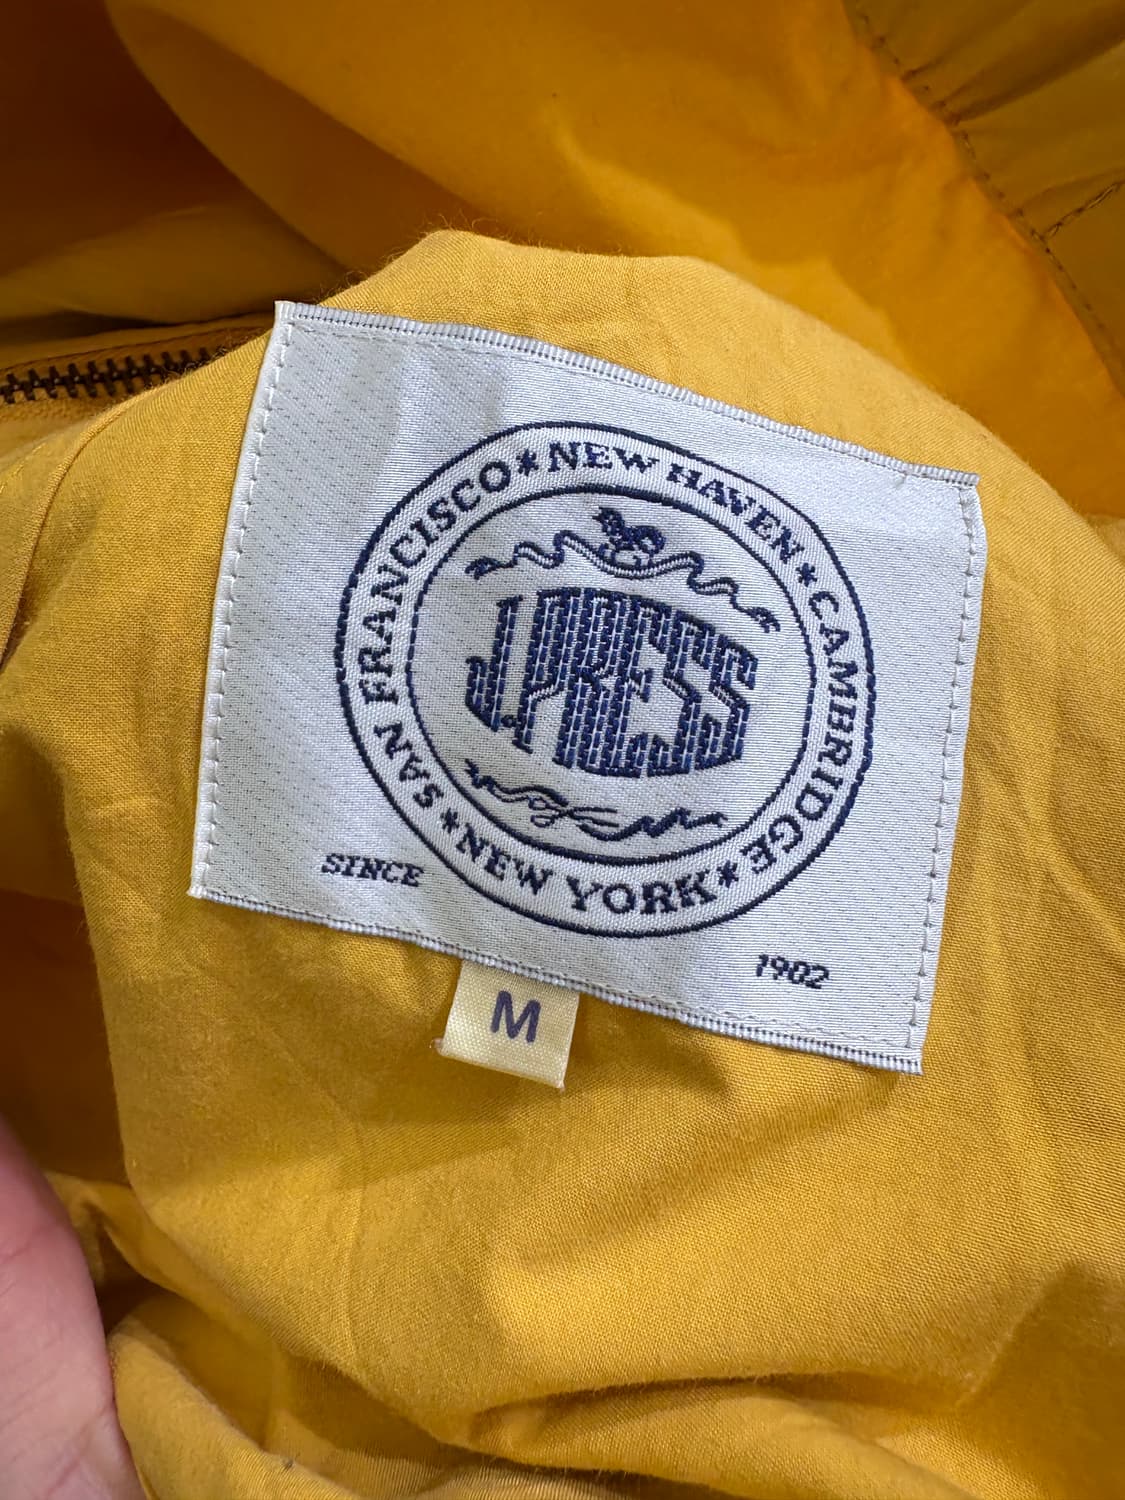 NEW HAVEN * CAMBRIDGE * NEW YORK * SAN FRANCISCO *
J.PRESS
SINCE 1902
M